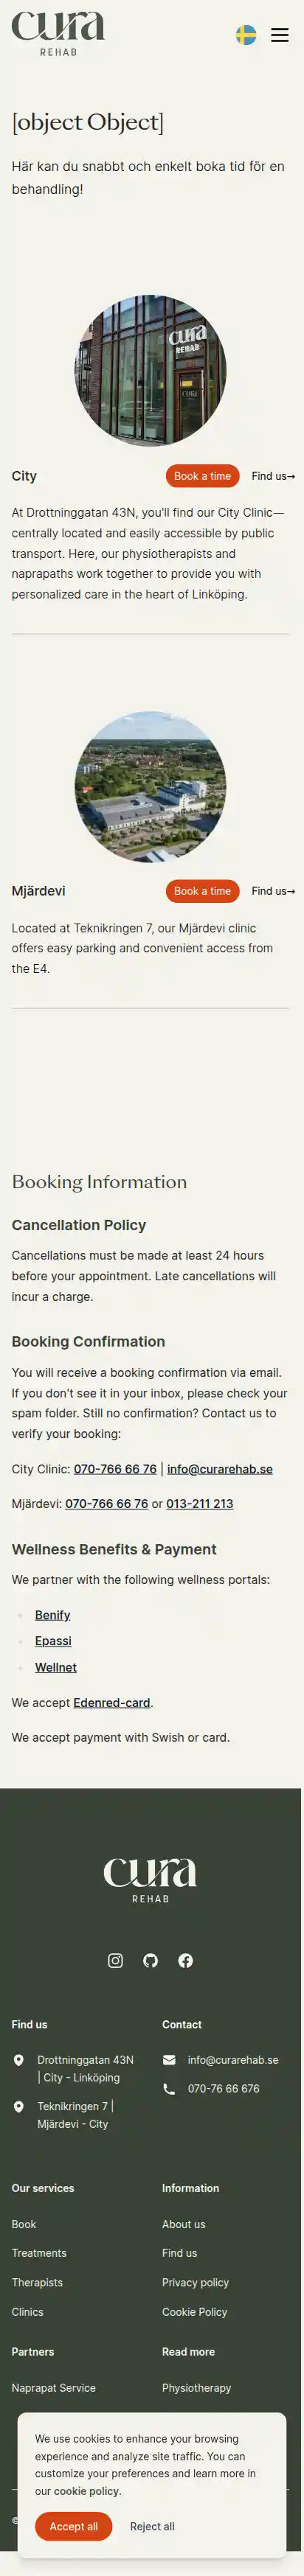 cura
REHAB
[object Object]
Här kan du snabbt och enkelt boka tid för en
behandling!
cura
REHAB
City
Book a time
Find us→
At Drottninggatan 43N, you'll find our City Clinic—
centrally located and easily accessible by public
transport. Here, our physiotherapists and
naprapaths work together to provide you with
personalized care in the heart of Linköping.
Mjärdevi
Book a time
Find us→
Located at Teknikringen 7, our Mjärdevi clinic
offers easy parking and convenient access from
the E4.
Booking Information
Cancellation Policy
Cancellations must be made at least 24 hours
before your appointment. Late cancellations will
incur a charge.
Booking Confirmation
You will receive a booking confirmation via email.
If you don't see it in your inbox, please check your
spam folder. Still no confirmation? Contact us to
verify your booking:
City Clinic: 070-766 66 76 | info@curarehab.se
Mjärdevi: 070-766 66 76 or 013-211 213
Wellness Benefits & Payment
We partner with the following wellness portals:
Benify
Epassi
Wellnet
We accept Edenred-card.
We accept payment with Swish or card.
cura
REHAB
Find us
Drottninggatan 43N
| City - Linköping
Teknikringen 7 |
Mjärdevi - City
Contact
info@curarehab.se
070-76 66 676
Our services
Book
Treatments
Therapists
Clinics
Information
About us
Find us
Privacy policy
Cookie Policy
Partners
Naprapat Service
Read more
Physiotherapy
©
We use cookies to enhance your browsing
experience and analyze site traffic. You can
customize your preferences and learn more in
our cookie policy.
Accept all
Reject all